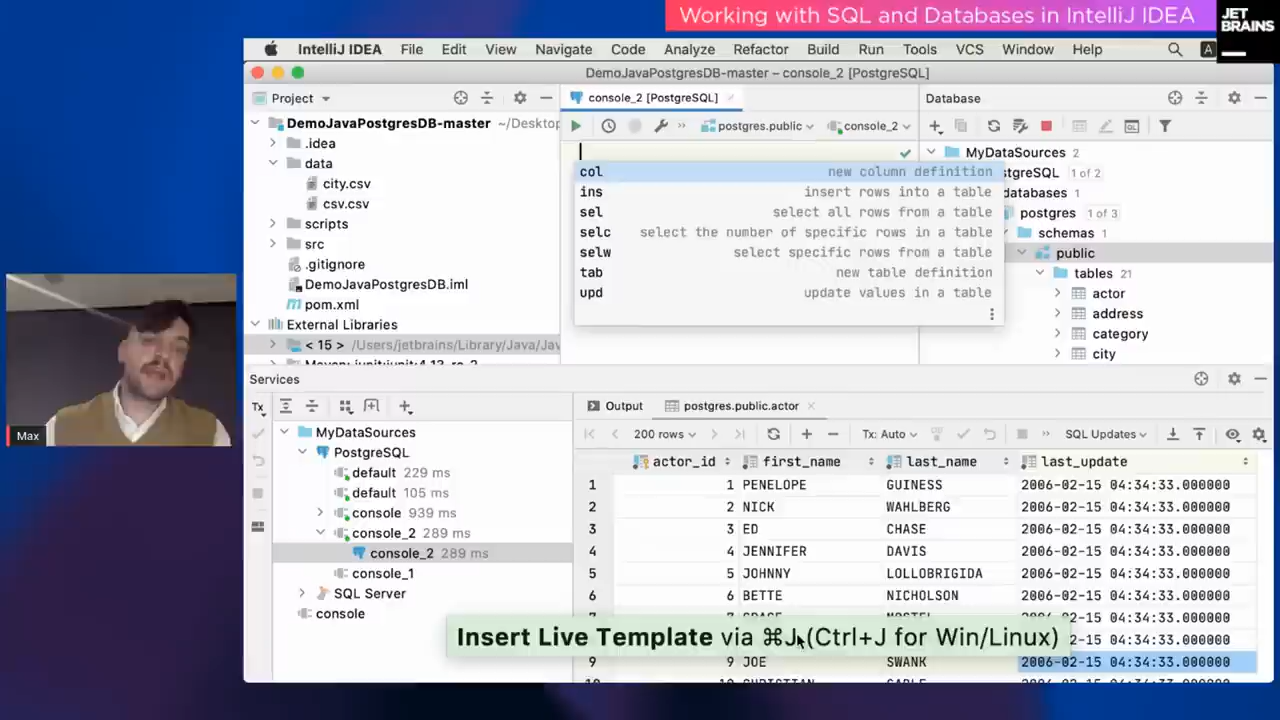 Working with SQL and Databases in IntelliJ IDEA
JET
BRAINS
IntelliJ IDEA File Edit View Navigate Code Analyze Refactor Build Run Tools VCS Window Help A
DemoJavaPostgresDB-master – console_2 [PostgreSQL]
Project
console_2 [PostgreSQL]
Database
postgres.public
console_2
DemoJavaPostgresDB-master ~/Deskto
.idea
data
city.csv
csv.csv
scripts
src
.gitignore
DemoJavaPostgresDB.iml
pom.xml
External Libraries
< 15 > /Users/jetbrains/Library/Java/Jav
col new column definition
ins insert rows into a table
sel select all rows from a table
selc select the number of specific rows in a table
selw select specific rows from a table
tab new table definition
upd update values in a table
MyDataSources 2
stgreSQL 1 of 2
databases 1
postgres 1 of 3
schemas 1
public
tables 21
actor
address
category
city
Services
Tx
MyDataSources
PostgreSQL
default 229 ms
default 105 ms
console 939 ms
console_2 289 ms
console_2 289 ms
console_1
SQL Server
console
Output postgres.public.actor
200 rows Tx: Auto SQL Updates
actor_id first_name last_name last_update
1 1 PENELOPE GUINESS 2006-02-15 04:34:33.000000
2 2 NICK WAHLBERG 2006-02-15 04:34:33.000000
3 3 ED CHASE 2006-02-15 04:34:33.000000
4 4 JENNIFER DAVIS 2006-02-15 04:34:33.000000
5 5 JOHNNY LOLLOBRIGIDA 2006-02-15 04:34:33.000000
6 6 BETTE NICHOLSON 2006-02-15 04:34:33.000000
Insert Live Template via ⌘J (Ctrl+J for Win/Linux)
9 9 JOE SWANK 2006-02-15 04:34:33.000000
Max